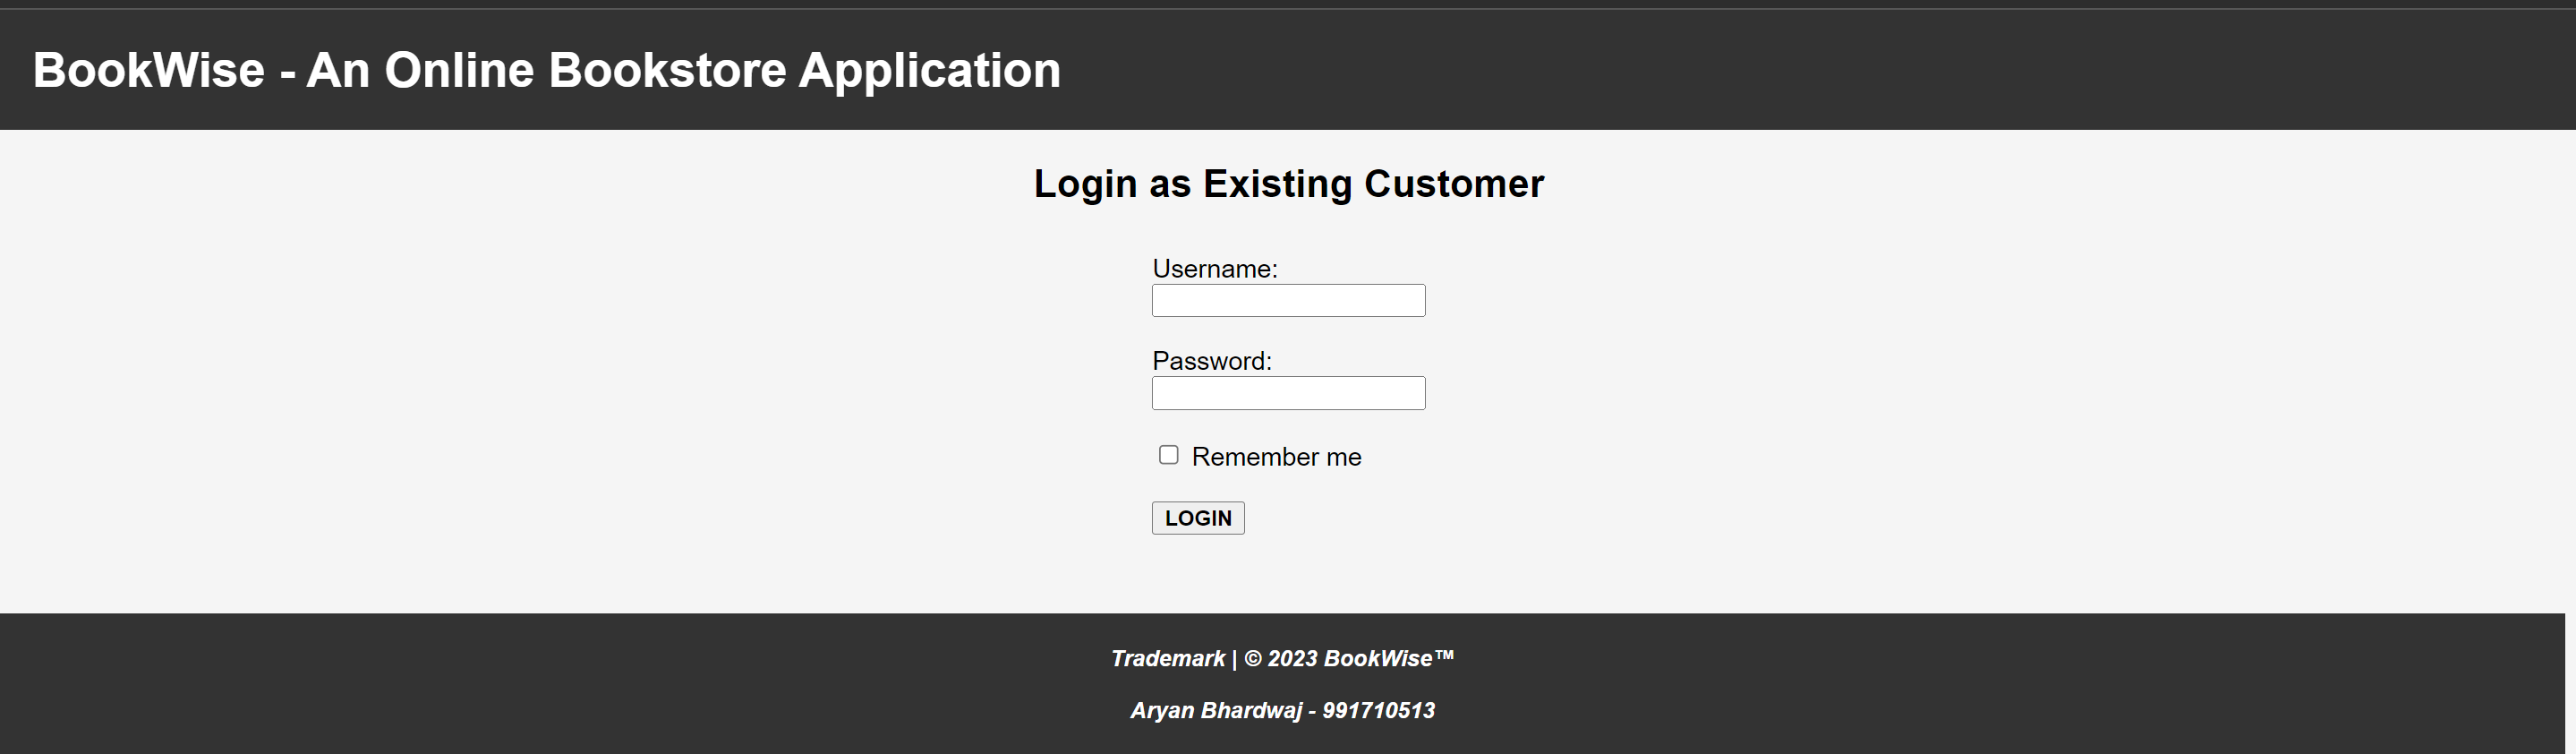 BookWise - An Online Bookstore Application
Login as Existing Customer
Username:
Password:
Remember me
LOGIN
Trademark | © 2023 BookWise™
Aryan Bhardwaj - 991710513